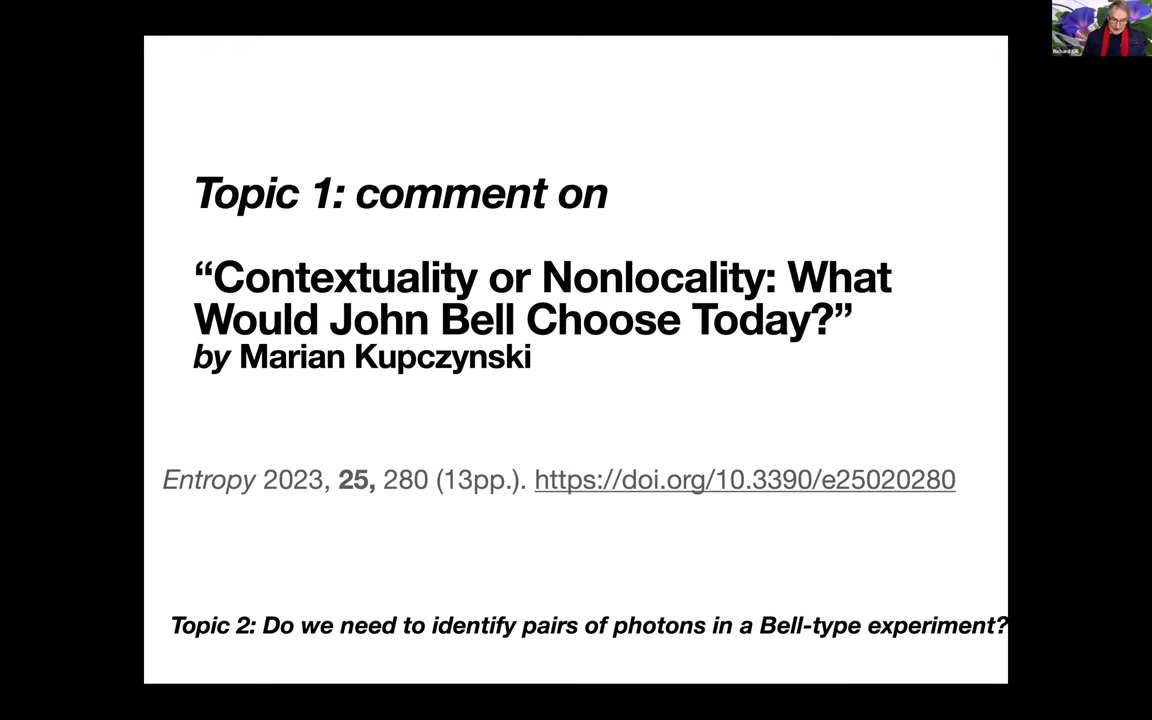 Richard Gill
Topic 1: comment on
“Contextuality or Nonlocality: What
Would John Bell Choose Today?”
by Marian Kupczynski
Entropy 2023, 25, 280 (13pp.). https://doi.org/10.3390/e25020280
Topic 2: Do we need to identify pairs of photons in a Bell-type experiment?